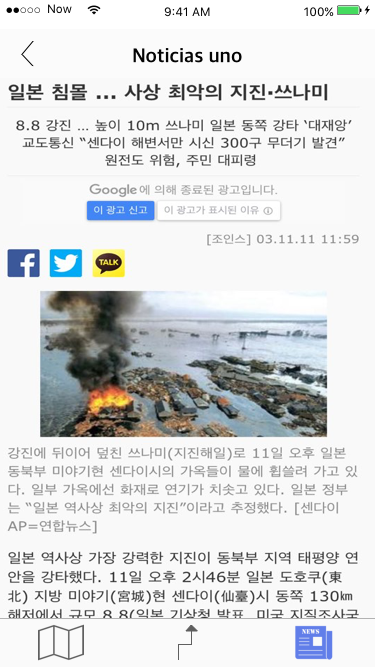 Now
9:41 AM
100%
Noticias uno
일본 침몰 ... 사상 최악의 지진·쓰나미
8.8 강진 ... 높이 10m 쓰나미 일본 동쪽 강타 ‘대재앙’
교도통신 “센다이 해변서만 시신 300구 무더기 발견”
원전도 위험, 주민 대피령
Google 에 의해 종료된 광고입니다.
이 광고 신고
이 광고가 표시된 이유 ⓘ
[조인스] 03.11.11 11:59
TALK
강진에 뒤이어 덮친 쓰나미(지진해일)로 11일 오후 일본
동북부 미야기현 센다이시의 가옥들이 물에 휩쓸려 가고 있
다. 일부 가옥에선 화재로 연기가 치솟고 있다. 일본 정부
는 “일본 역사상 최악의 지진”이라고 추정했다. [센다이
AP=연합뉴스]
일본 역사상 가장 강력한 지진이 동북부 지역 태평양 연
안을 강타했다. 11일 오후 2시46분 일본 도호쿠(東
北) 지방 미야기(宮城)현 센다이(仙臺)시 동쪽 130㎞
해저에서 규모 8.8(일본 기상청 발표, 미국 지질조사국
NEWS